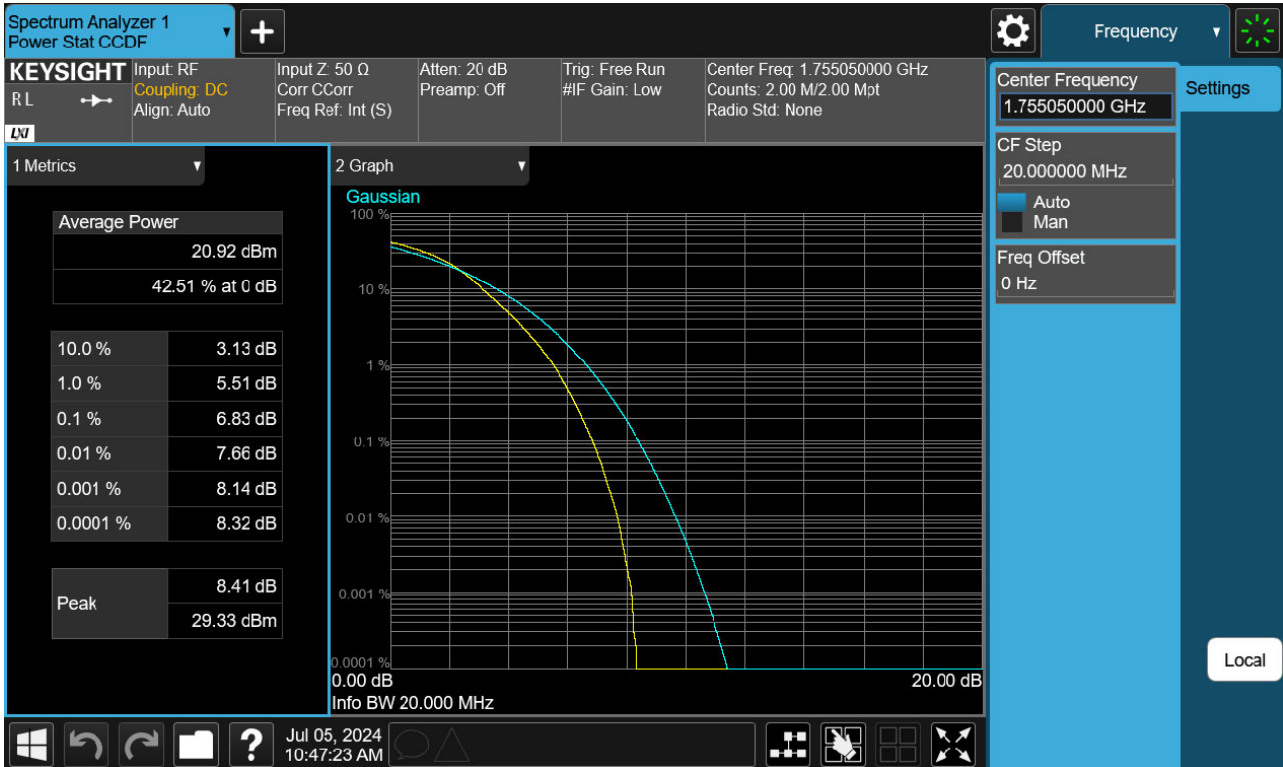 Spectrum Analyzer 1
Power Stat CCDF
Frequency
KEYSIGHT
R L
LXI
Input: RF
Coupling: DC
Align: Auto
Input Z: 50 Ω
Corr CCorr
Freq Ref: Int (S)
Atten: 20 dB
Preamp: Off
Trig: Free Run
#IF Gain: Low
Center Freq: 1.755050000 GHz
Counts: 2.00 M/2.00 Mpt
Radio Std: None
Center Frequency
1.755050000 GHz
Settings
CF Step
20.000000 MHz
Auto
Man
Freq Offset
0 Hz
1 Metrics
Average Power
20.92 dBm
42.51 % at 0 dB
10.0 % 3.13 dB
1.0 % 5.51 dB
0.1 % 6.83 dB
0.01 % 7.66 dB
0.001 % 8.14 dB
0.0001 % 8.32 dB
Peak
8.41 dB
29.33 dBm
2 Graph
Gaussian
100 %
10 %
1 %
0.1 %
0.01 %
0.001 %
0.0001 %
0.00 dB 20.00 dB
Info BW 20.000 MHz
Local
?
Jul 05, 2024
10:47:23 AM